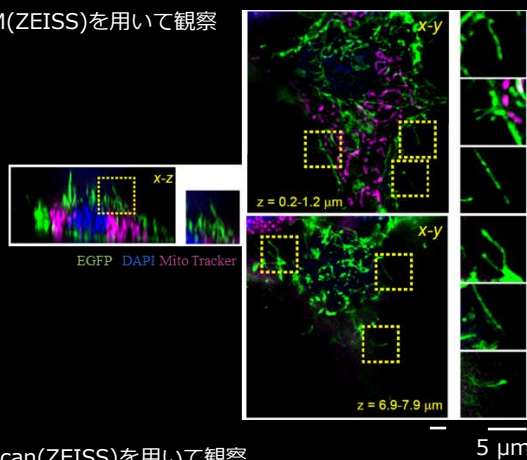 M(ZEISS)を用いて観察
x-y
x-z
z = 0.2-1.2 μm
x-y
EGFP DAPI Mito Tracker
z = 6.9-7.9 μm
5 μm
can(ZEISS)を用いて観察